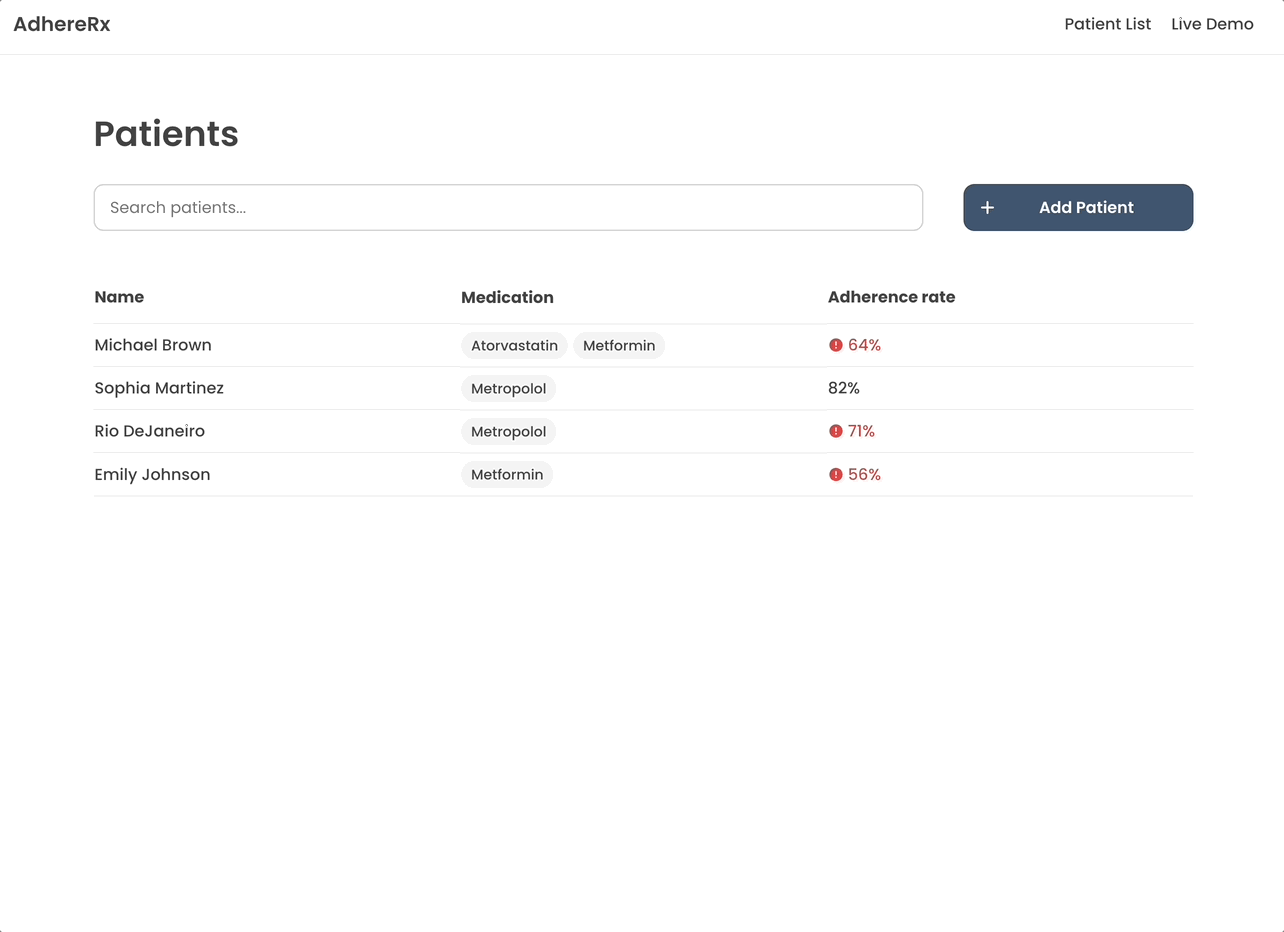 AdhereRx
Patient List Live Demo
Patients
Search patients...
+ Add Patient
Name Medication Adherence rate
Michael Brown Atorvastatin Metformin 64%
Sophia Martinez Metropolol 82%
Rio DeJaneiro Metropolol 71%
Emily Johnson Metformin 56%